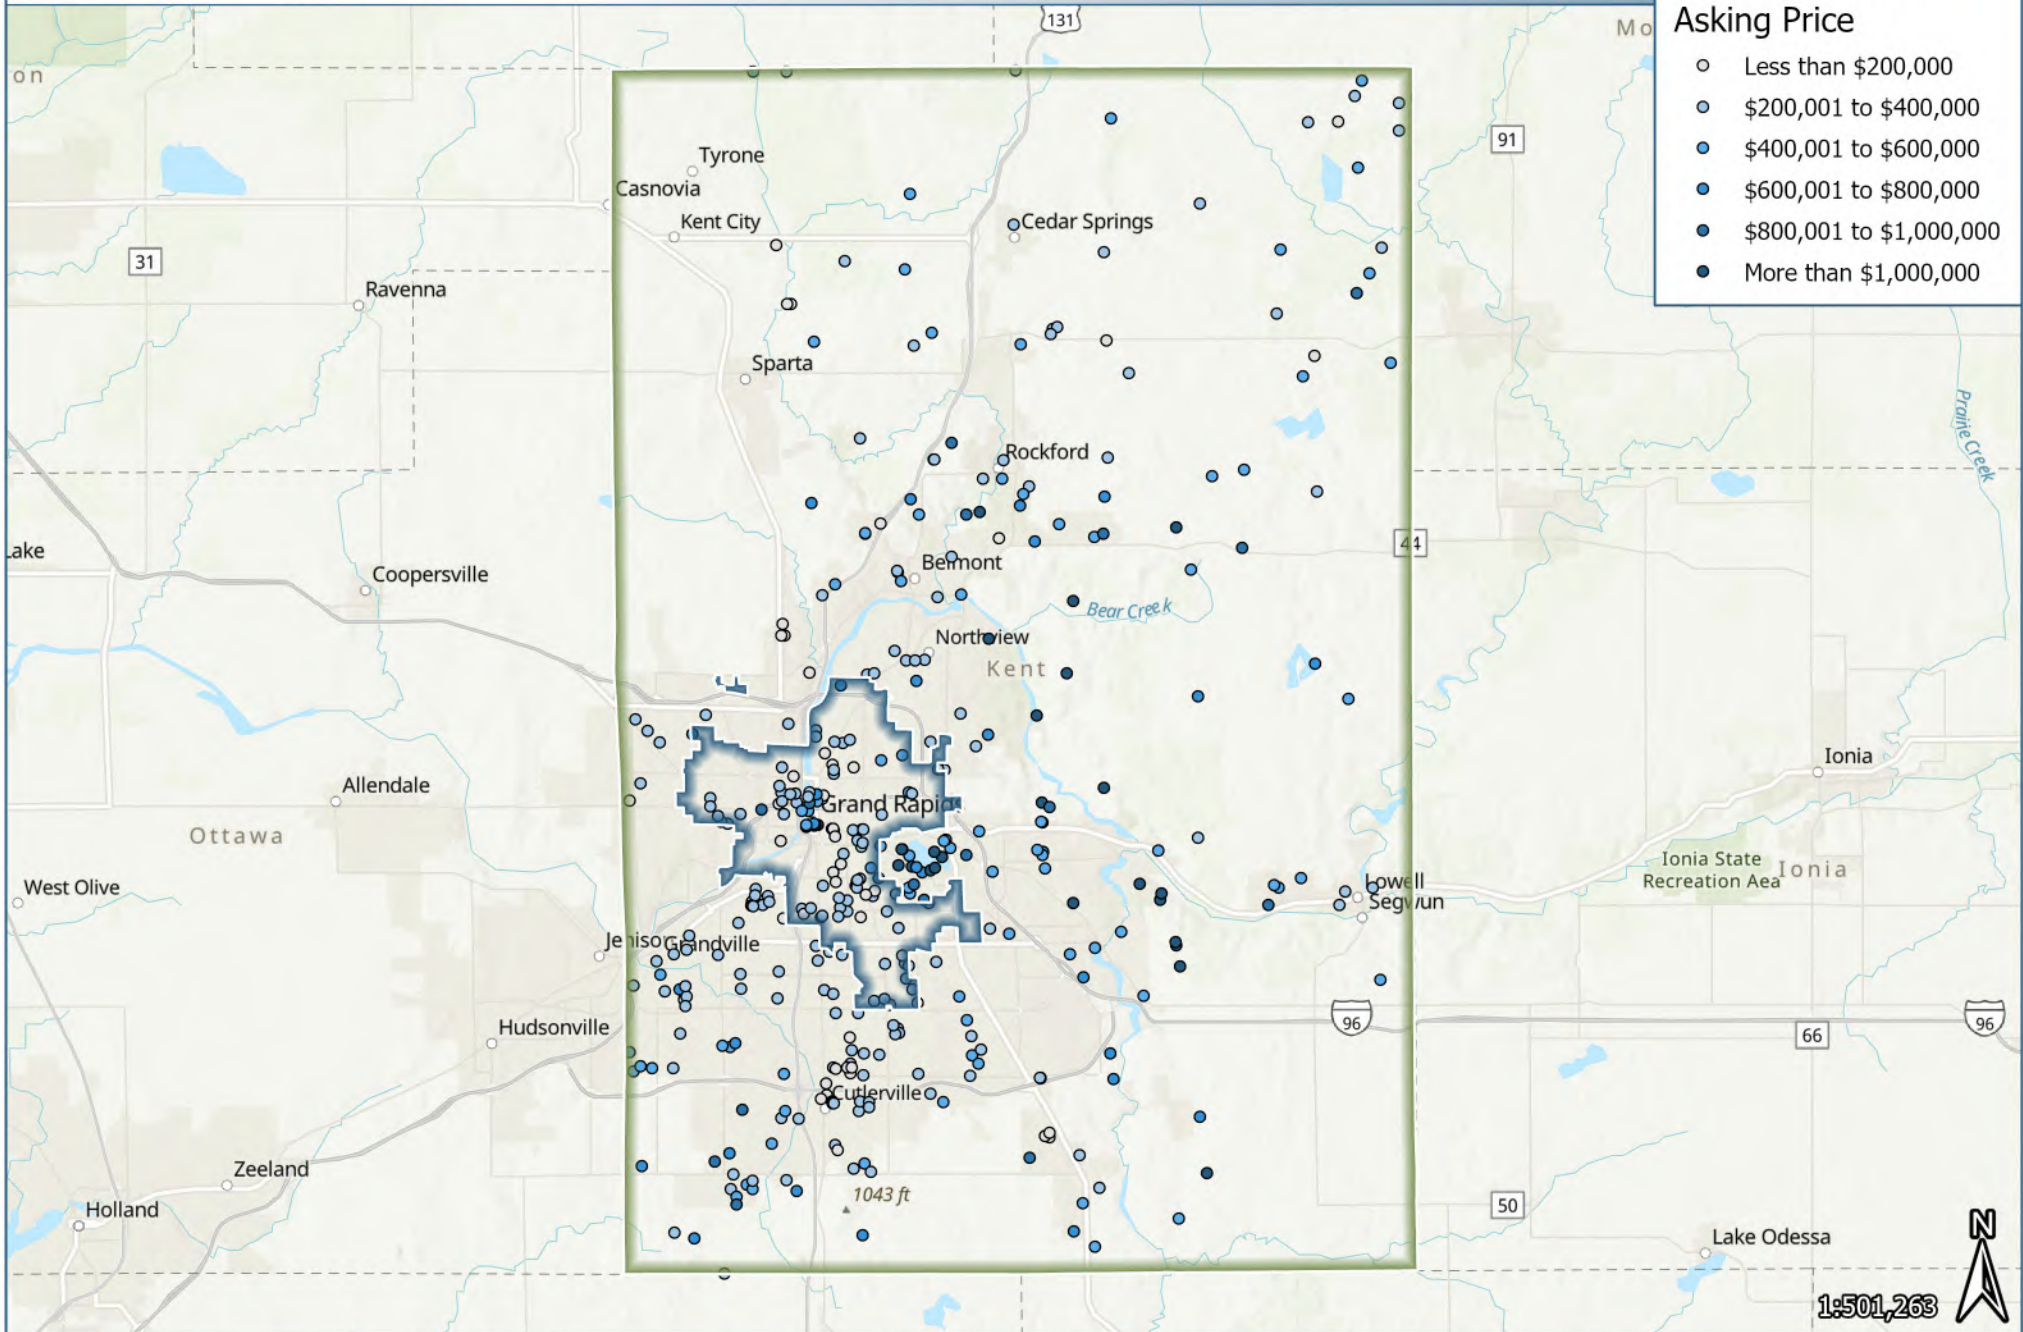 131
Mo
Asking Price
Less than $200,000
$200,001 to $400,000
$400,001 to $600,000
$600,001 to $800,000
$800,001 to $1,000,000
More than $1,000,000
on
91
Tyrone
Casnovia
Kent City
Cedar Springs
31
Ravenna
Sparta
Prairie Creek
Rockford
44
Lake
Belmont
Coopersville
Bear Creek
Northview
Kent
Ionia
Allendale
Grand Rapids
Ottawa
Ionia State
Recreation Aea
Ionia
Lowell
Segwun
West Olive
Jenison
Grandville
96
96
66
Hudsonville
Cutlerville
Zeeland
1043 ft
50
Holland
N
Lake Odessa
1:501,263